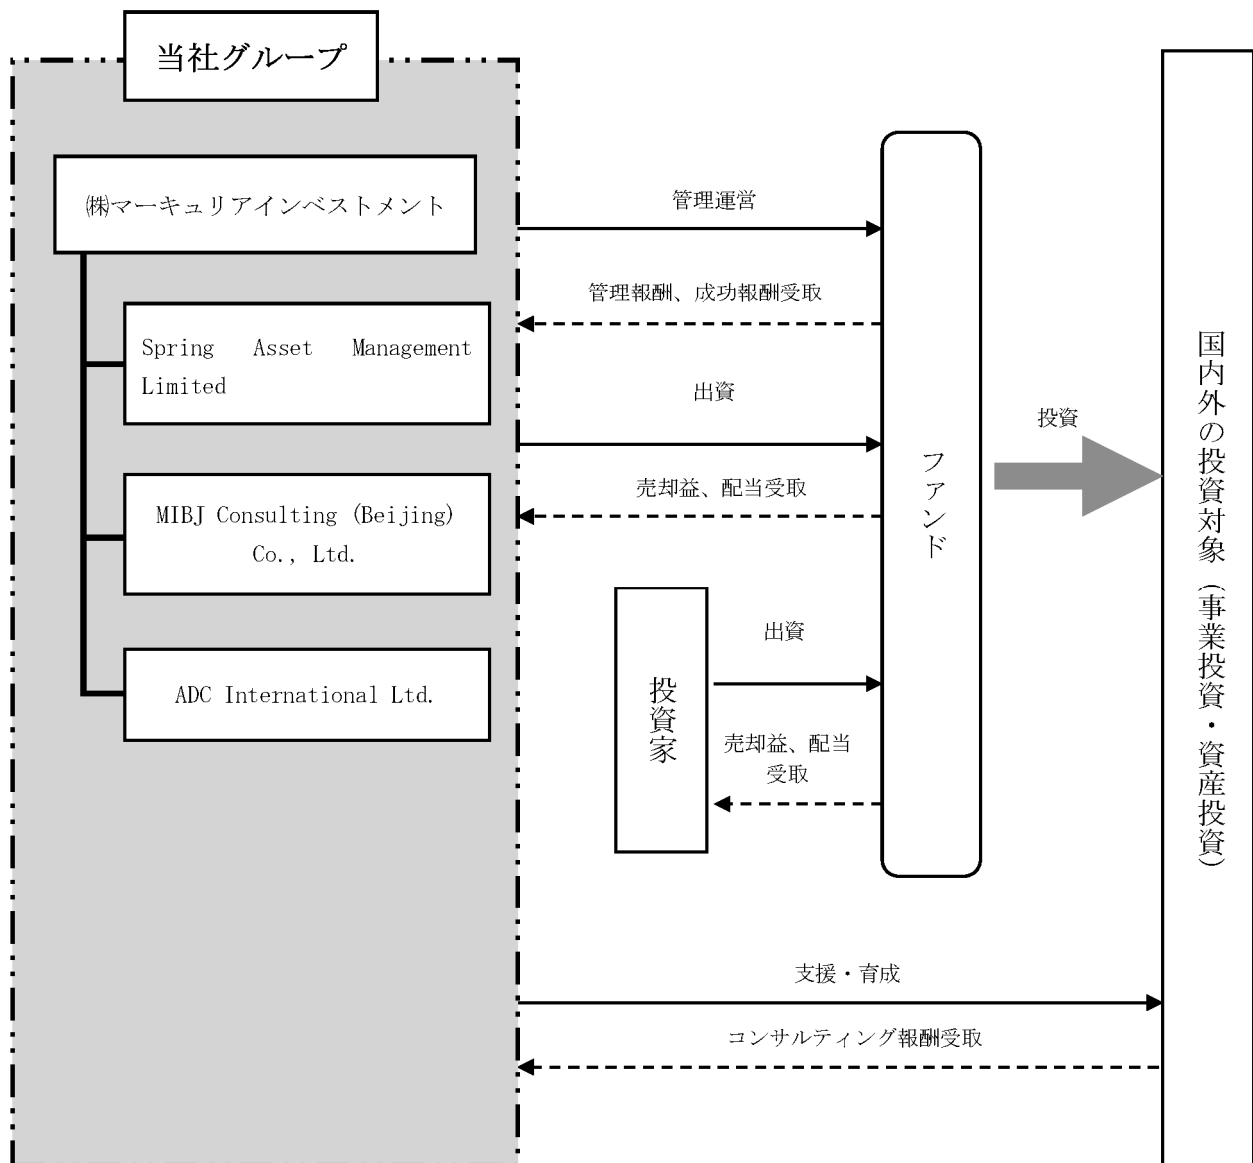 当社グループ
㈱マーキュリアインベストメント
Spring Asset Management
Limited
MIBJ Consulting (Beijing)
Co., Ltd.
ADC International Ltd.
管理運営
管理報酬、成功報酬受取
出資
売却益、配当受取
投資家
出資
売却益、配当
受取
ファンド
投資
国内外の投資対象（事業投資・資産投資）
支援・育成
コンサルティング報酬受取